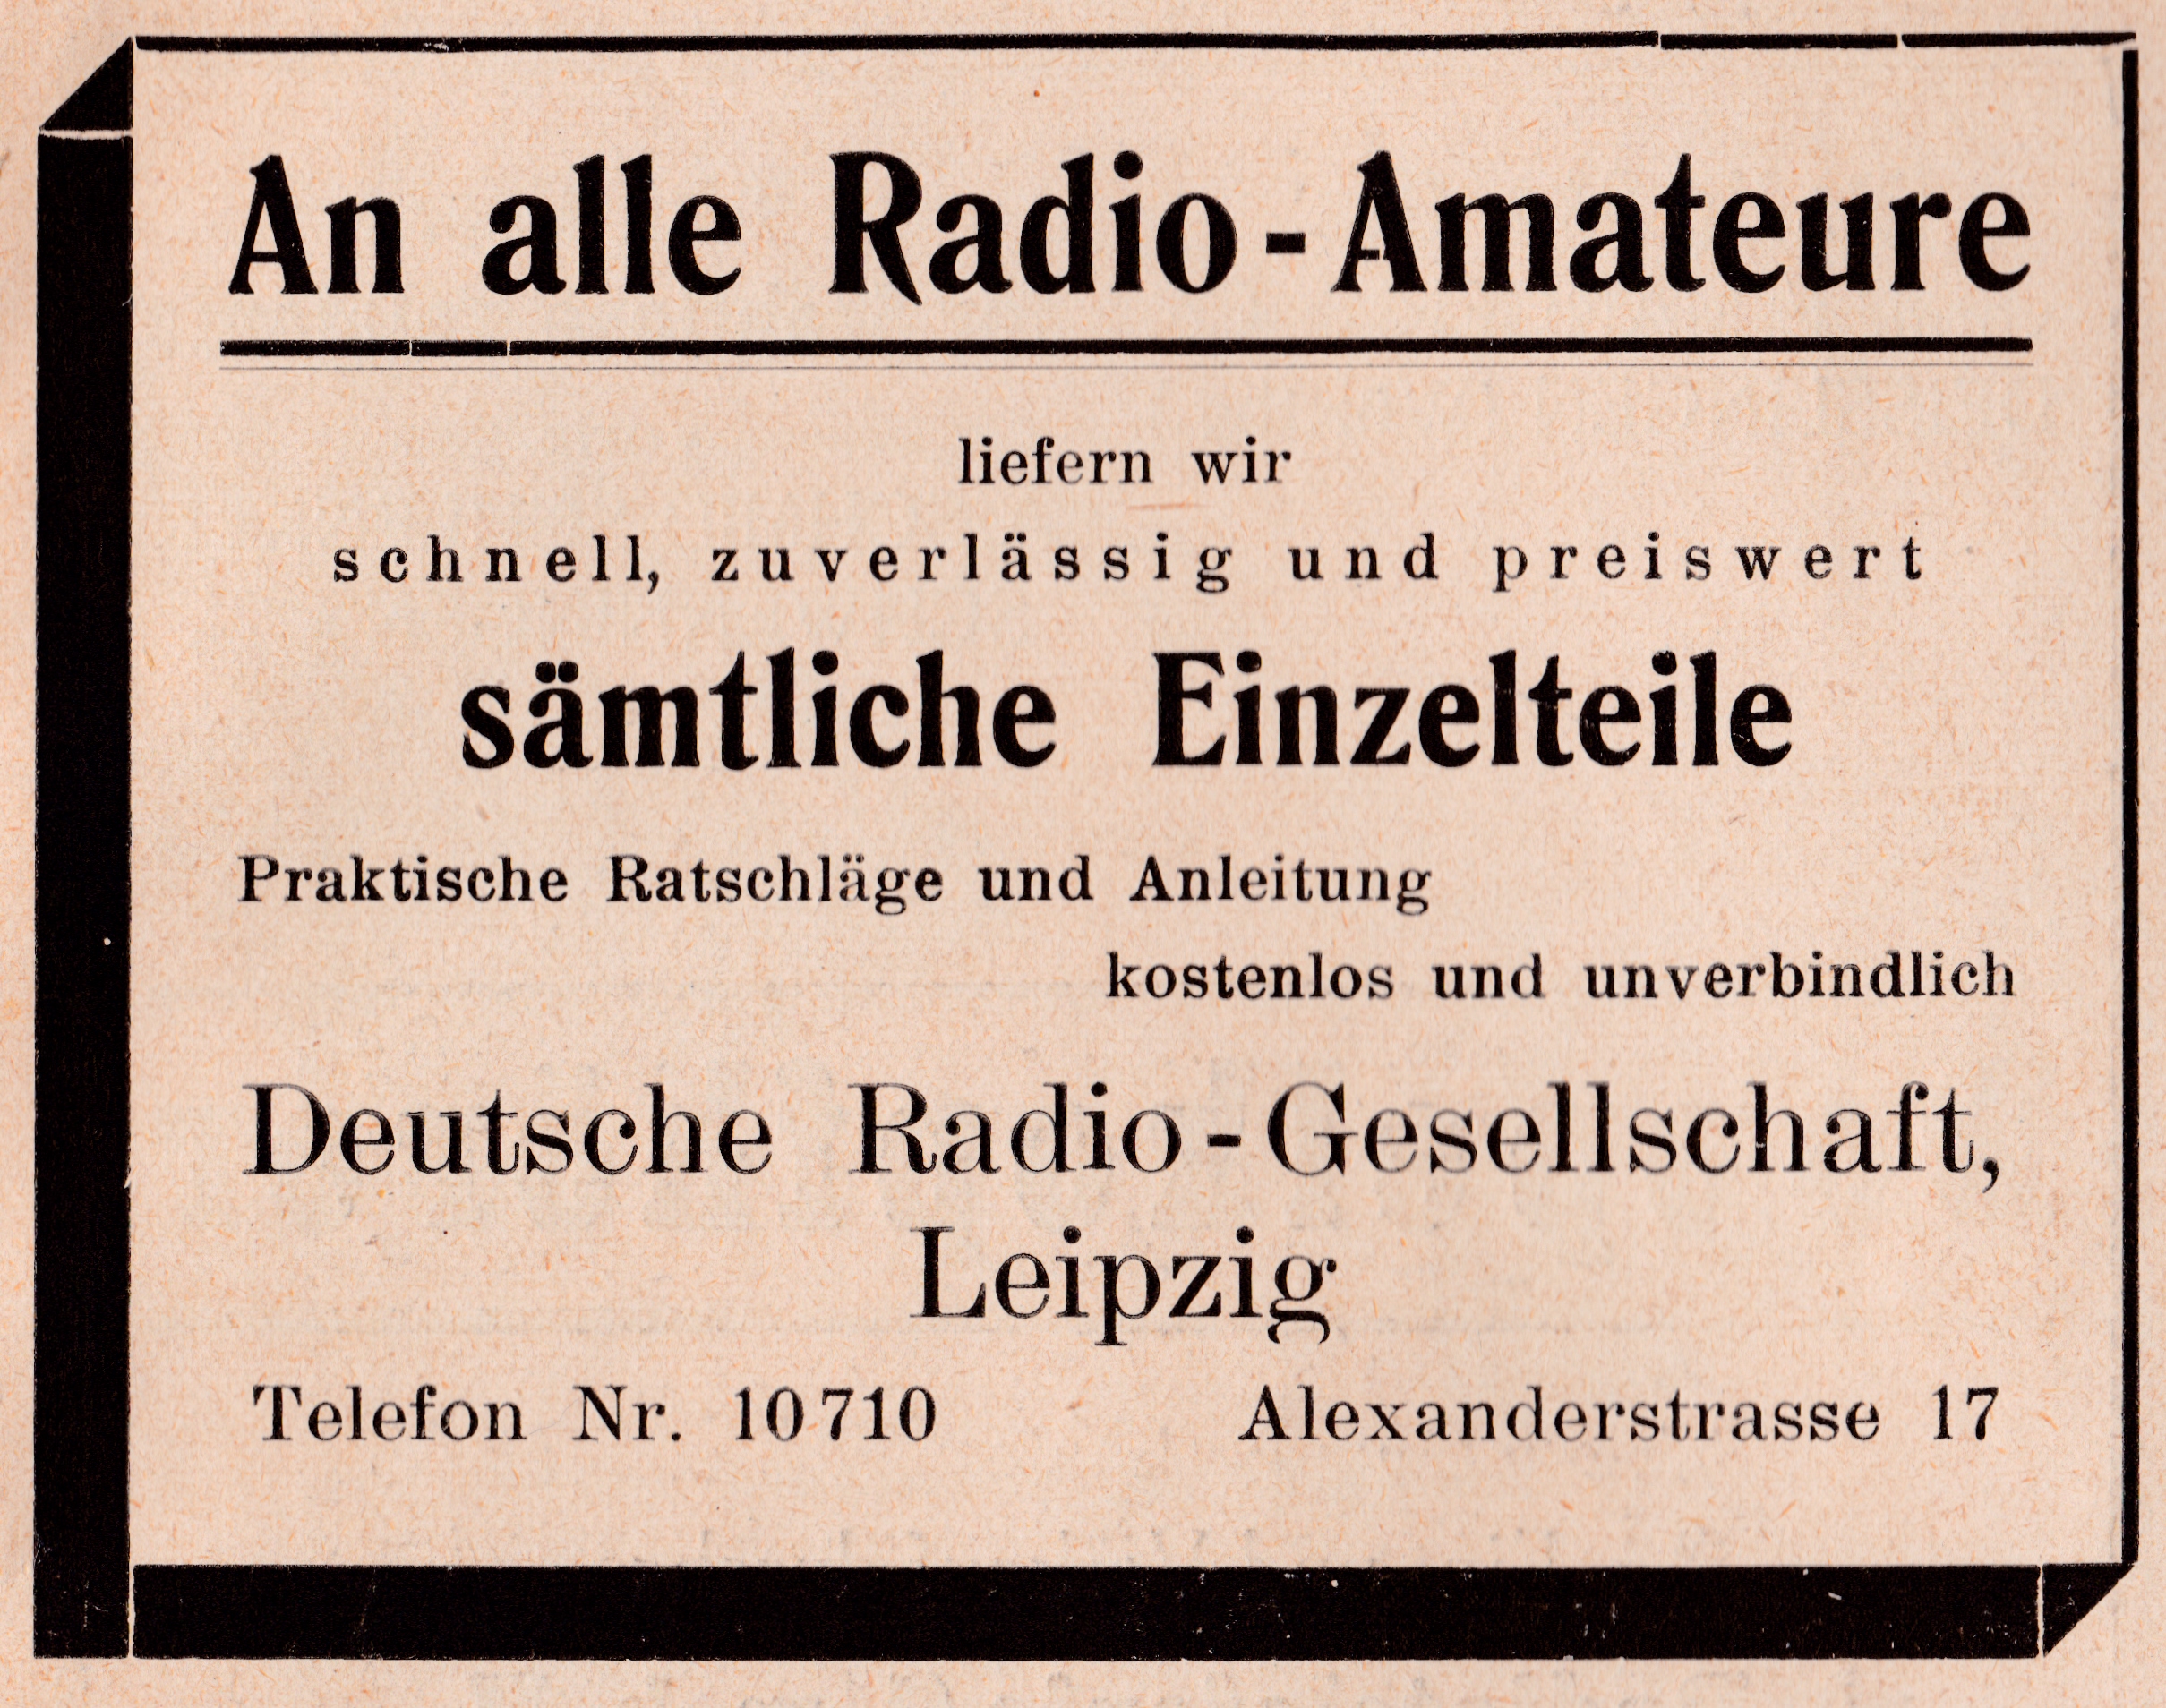 An alle Radio-Amateure
liefern wir
schnell, zuverlässig und preiswert
sämtliche Einzelteile
Praktische Ratschläge und Anleitung
kostenlos und unverbindlich
Deutsche Radio-Gesellschaft,
Leipzig
Telefon Nr. 10710 Alexanderstrasse 17